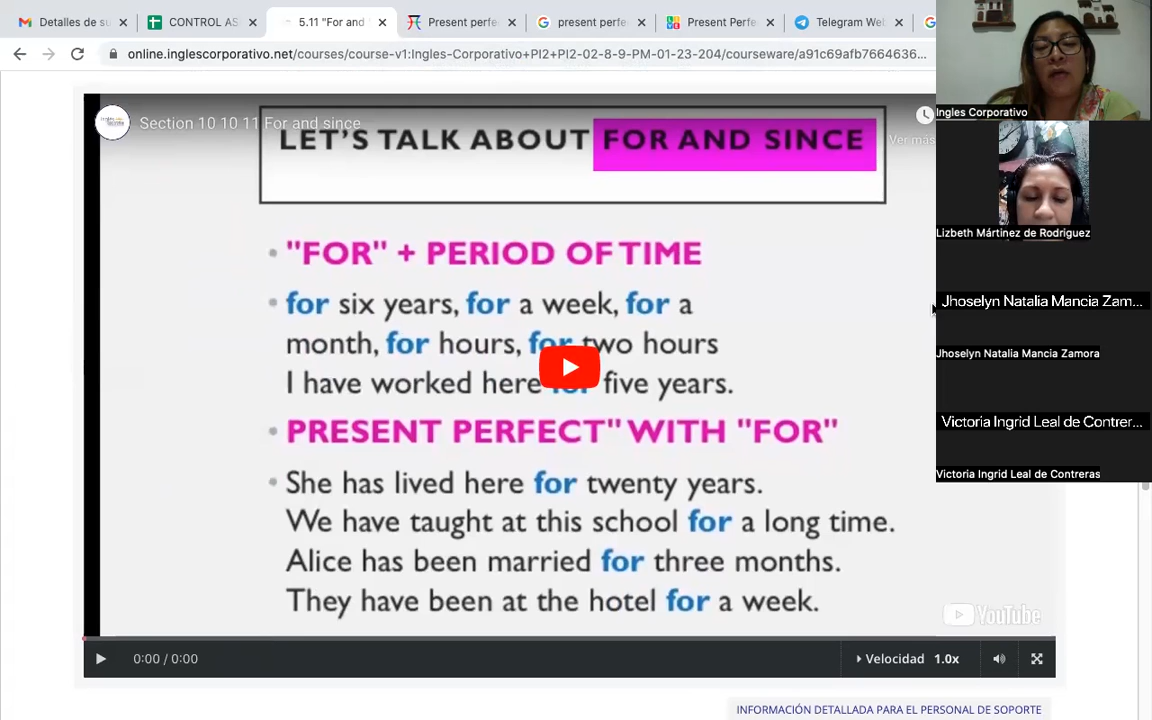 Detalles de su
CONTROL AS
5.11 "For and
Present perfe
present perfe
Present Perfe
Telegram Web
online.inglescorporativo.net/courses/course-v1:Ingles-Corporativo+PI2+PI2-02-8-9-PM-01-23-204/courseware/a91c69afb7664636...
Section 10 10 11 For and since
LET'S TALK ABOUT FOR AND SINCE
Ver más
"FOR" + PERIOD OF TIME
for six years, for a week, for a
month, for hours, for two hours
I have worked here for five years.
PRESENT PERFECT" WITH "FOR"
She has lived here for twenty years.
We have taught at this school for a long time.
Alice has been married for three months.
They have been at the hotel for a week.
YouTube
0:00 / 0:00
Velocidad 1.0x
INFORMACIÓN DETALLADA PARA EL PERSONAL DE SOPORTE
Ingles Corporativo
Lizbeth Mártinez de Rodriguez
Jhoselyn Natalia Mancia Zam...
Jhoselyn Natalia Mancia Zamora
Victoria Ingrid Leal de Contrer...
Victoria Ingrid Leal de Contreras